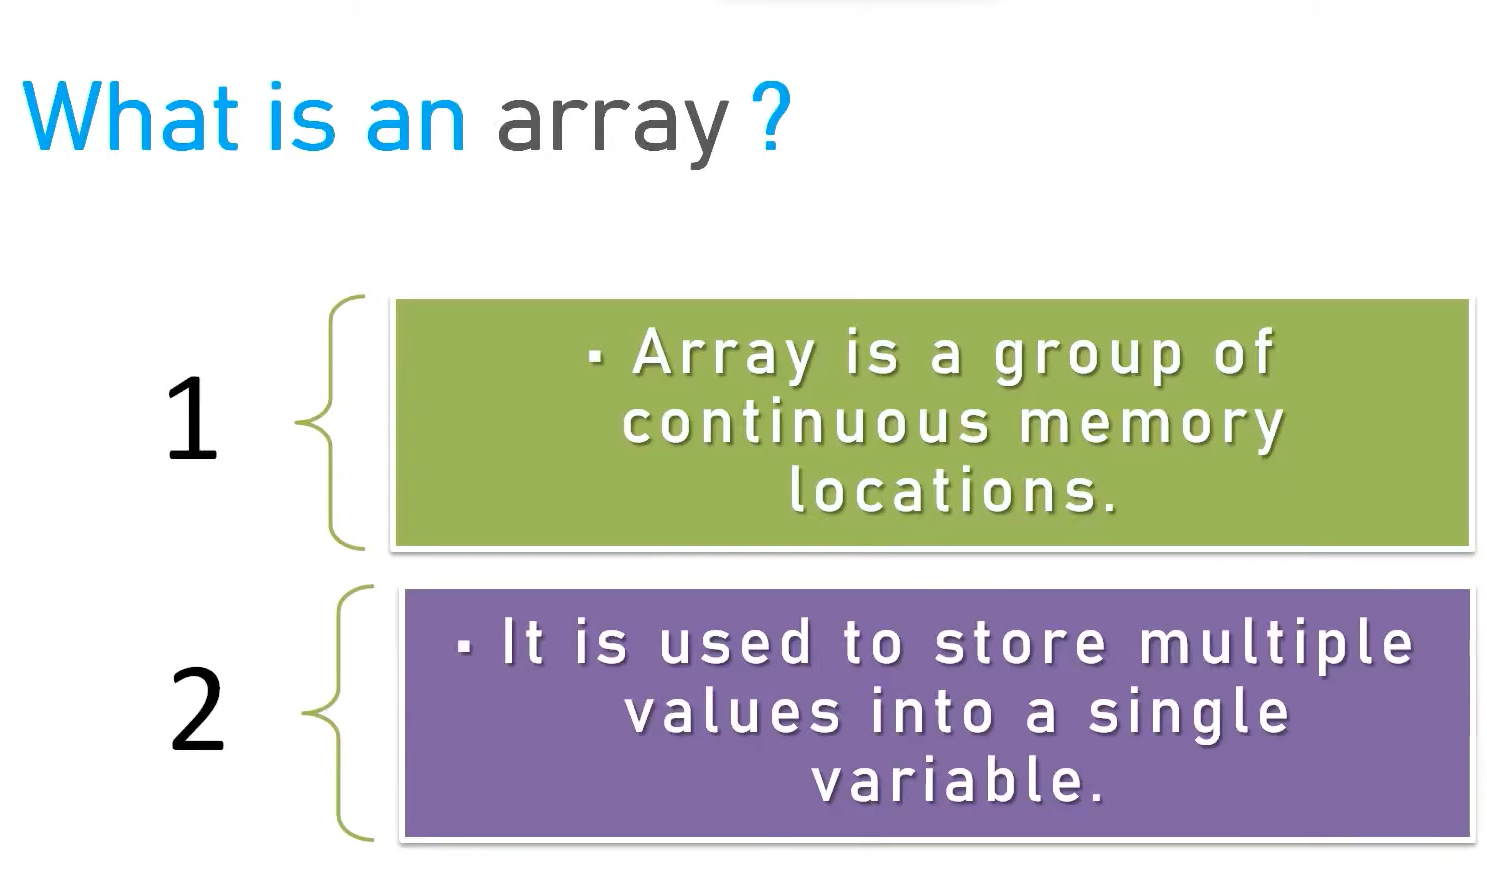 What is an array ?
1
▪ Array is a group of
continuous memory
locations.
2
▪ It is used to store multiple
values into a single
variable.